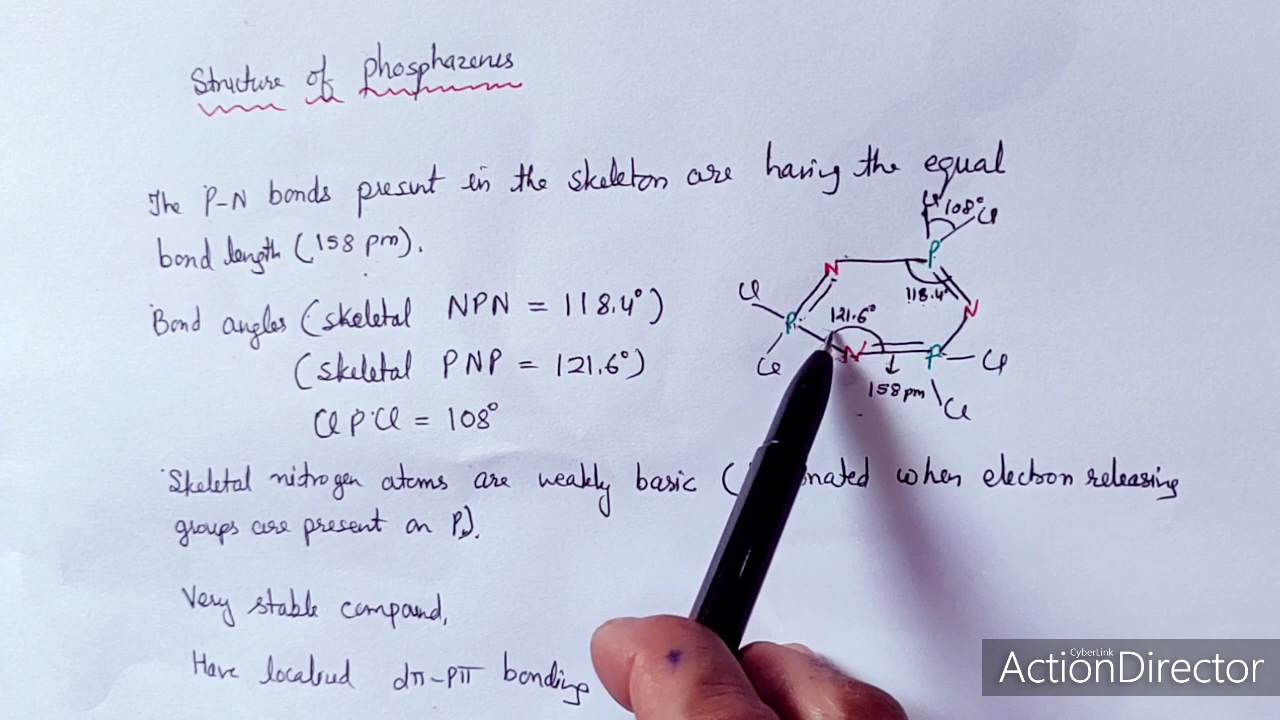 Structure of phosphazenes
The P-N bonds present in the skeleton are having the equal
bond length (158 pm).
Bond angles (skeletal NPN = 118.4°)
(skeletal PNP = 121.6°)
Cl P Cl = 108°
Skeletal nitrogen atoms are weakly basic ( when electron releasing
groups are present on P).
Very stable compound.
Have localised dπ-pπ bonding
Cl 108° Cl
N P
118.4°
Cl 121.6° N
P
N P Cl
Cl 158 pm
Cl
CyberLink
ActionDirector